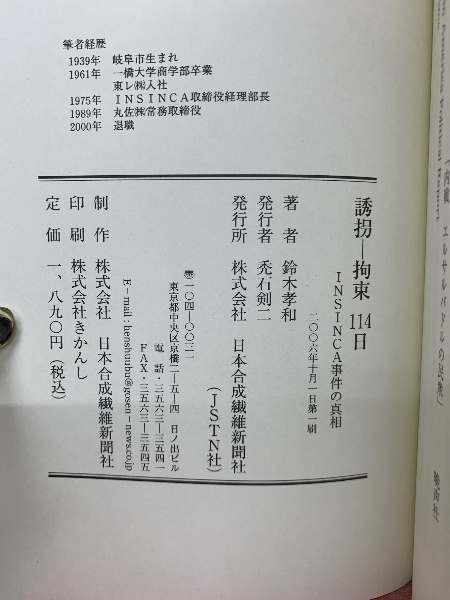 筆者経歴
1939年 岐阜市生まれ
1961年 一橋大学商学部卒業
東レ㈱入社
1975年 ＩＮＳＩＮＣＡ取締役経理部長
1989年 丸佐㈱常務取締役
2000年 退職
誘拐―拘束 114日
ＩＮＳＩＮＣＡ事件の真相
二〇〇六年十月一日第一刷
著者 鈴木孝和
発行者 禿石剣二
発行所 株式会社 日本合成繊維新聞社
（ＪＳＴＮ社）
〒一〇四―〇〇三一
東京都中央区京橋二―五―四 日ノ出ビル
電話・三五六三―三五四一
ＦＡＸ・三五六三―三五四五
E－mail：henshuubu@gosen－news.co.jp
制作 株式会社 日本合成繊維新聞社
印刷 株式会社きかんし
定価 一、八九〇円（税込）
「内戦 エルサルバドルの民衆」